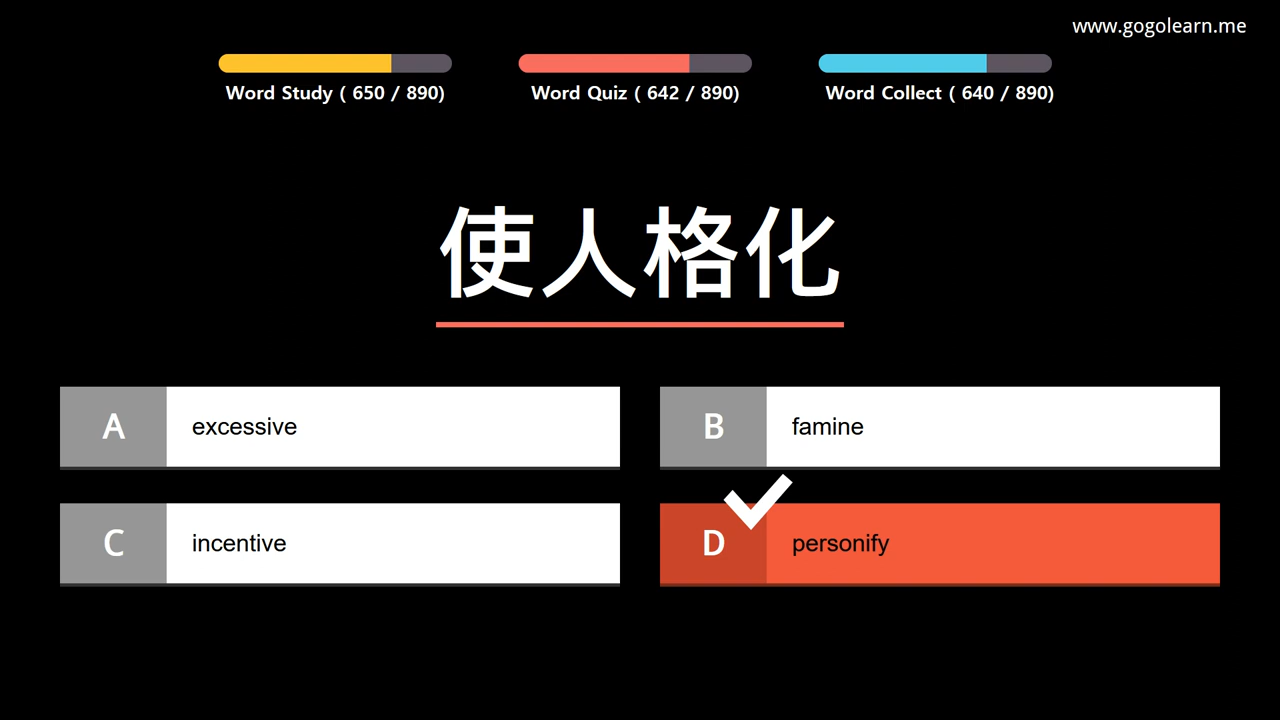 www.gogolearn.me
Word Study ( 650 / 890)
Word Quiz ( 642 / 890)
Word Collect ( 640 / 890)
使人格化
A
excessive
B
famine
C
incentive
D
personify